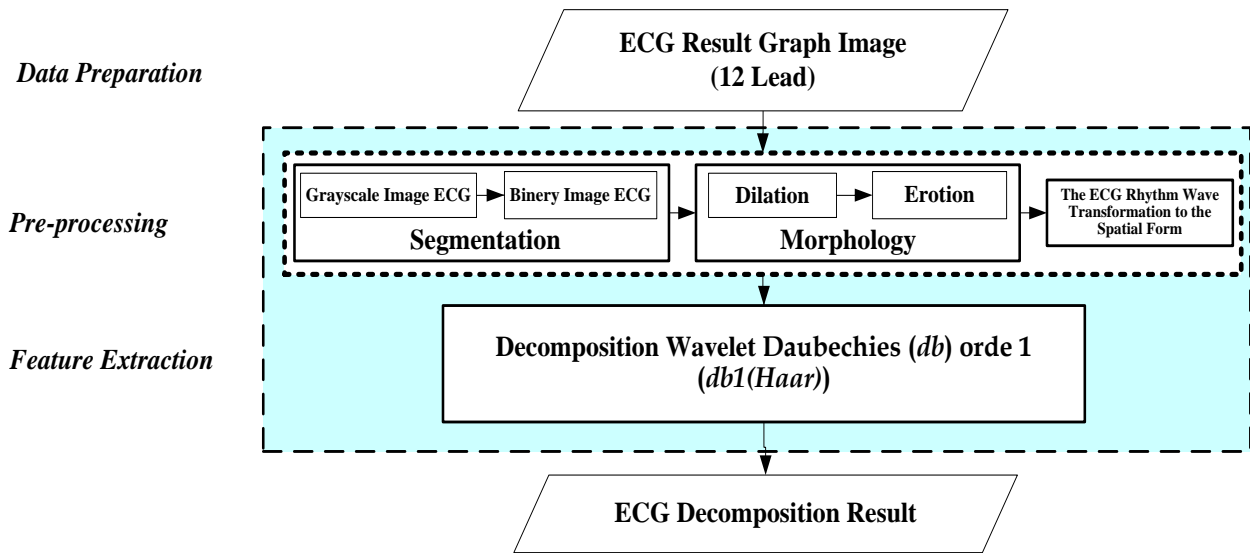 ECG Result Graph Image
(12 Lead)
Data Preparation
Grayscale Image ECG
Binery Image ECG
Segmentation
Dilation
Erotion
Morphology
The ECG Rhythm Wave
Transformation to the
Spatial Form
Pre-processing
Decomposition Wavelet Daubechies (db) orde 1
(db1(Haar))
Feature Extraction
ECG Decomposition Result